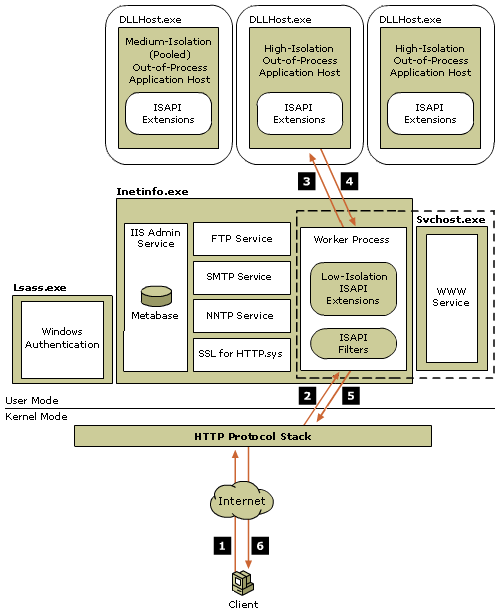 DLLHost.exe
Medium-Isolation
(Pooled)
Out-of-Process
Application Host
ISAPI
Extensions
DLLHost.exe
High-Isolation
Out-of-Process
Application Host
ISAPI
Extensions
DLLHost.exe
High-Isolation
Out-of-Process
Application Host
ISAPI
Extensions
3
4
Inetinfo.exe
IIS Admin
Service
Metabase
FTP Service
SMTP Service
NNTP Service
SSL for HTTP.sys
Worker Process
Low-Isolation
ISAPI
Extensions
ISAPI
Filters
Svchost.exe
WWW
Service
Lsass.exe
Windows
Authentication
2
5
User Mode
Kernel Mode
HTTP Protocol Stack
Internet
1
6
Client